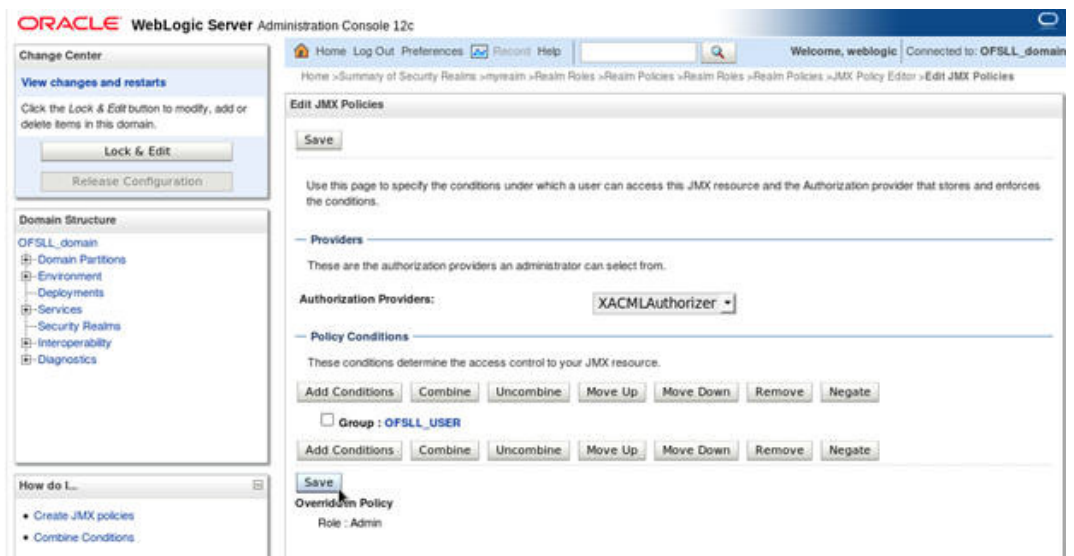 ORACLE WebLogic Server Administration Console 12c
Change Center
View changes and restarts
Click the Lock & Edit button to modify, add or
delete items in this domain.
Lock & Edit
Release Configuration
Domain Structure
OFSLL_domain
Domain Partitions
Environment
Deployments
Services
Security Realms
Interoperability
Diagnostics
How do I...
Create JMX policies
Combine Conditions
Home Log Out Preferences Record Help
Welcome, weblogic Connected to: OFSLL_domain
Home >Summary of Security Realms >myrealm >Realm Roles >Realm Policies >Realm Roles >Realm Policies >JMX Policy Editor >Edit JMX Policies
Edit JMX Policies
Save
Use this page to specify the conditions under which a user can access this JMX resource and the Authorization provider that stores and enforces
the conditions.
Providers
These are the authorization providers an administrator can select from.
Authorization Providers: XACMLAuthorizer
Policy Conditions
These conditions determine the access control to your JMX resource.
Add Conditions Combine Uncombine Move Up Move Down Remove Negate
Group : OFSLL_USER
Add Conditions Combine Uncombine Move Up Move Down Remove Negate
Save
Overridden Policy
Role : Admin